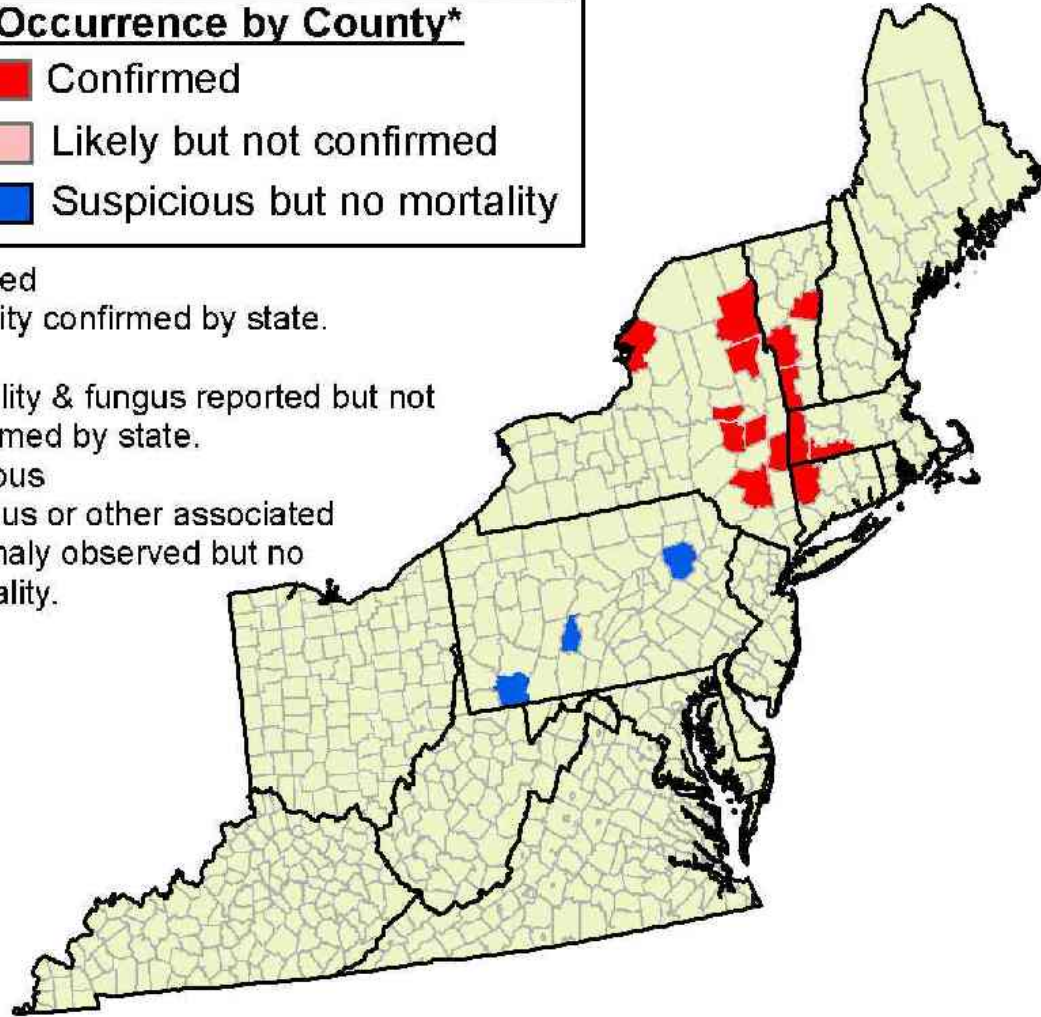 Occurrence by County*
Confirmed
Likely but not confirmed
Suspicious but no mortality
ed
ity confirmed by state.
lity & fungus reported but not
med by state.
ous
us or other associated
naly observed but no
ality.